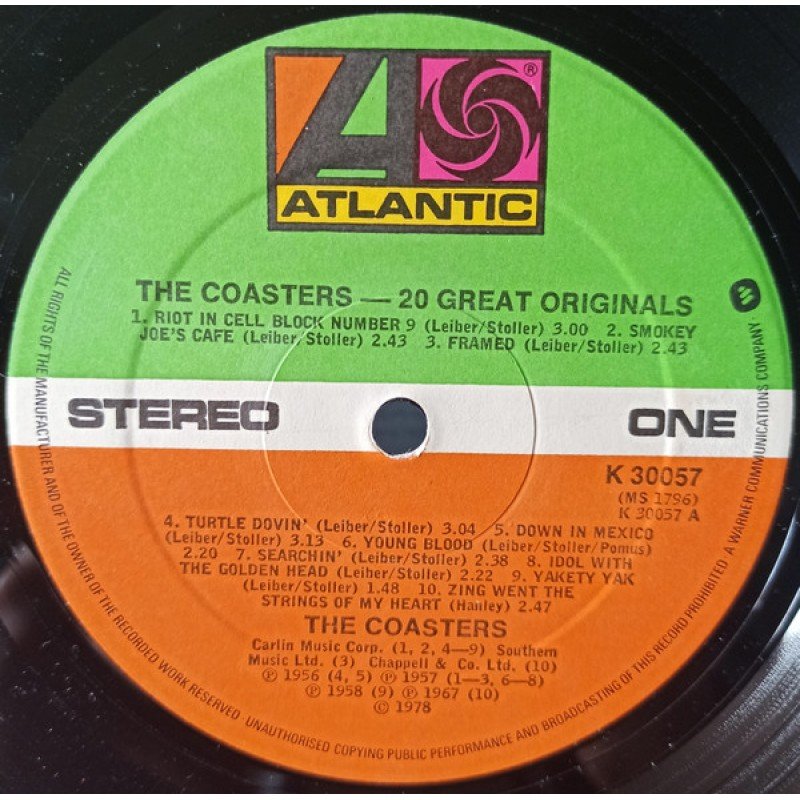 ®
ATLANTIC
THE COASTERS — 20 GREAT ORIGINALS
1. RIOT IN CELL BLOCK NUMBER 9 (Leiber/Stoller) 3.00 2. SMOKEY
JOE'S CAFE (Leiber/Stoller) 2.43 3. FRAMED (Leiber/Stoller) 2.43
STEREO
ONE
K 30057
(MS 1796)
K 30057 A
4. TURTLE DOVIN' (Leiber/Stoller) 3.04 5. DOWN IN MEXICO
(Leiber/Stoller) 3.13 6. YOUNG BLOOD (Leiber/Stoller/Pomus)
2.20 7. SEARCHIN' (Leiber/Stoller) 2.38 8. IDOL WITH
THE GOLDEN HEAD (Leiber/Stoller) 2.22 9. YAKETY YAK
(Leiber/Stoller) 1.48 10. ZING WENT THE
STRINGS OF MY HEART (Hanley) 2.47
THE COASTERS
Carlin Music Corp. (1, 2, 4—9) Southem
Music Ltd. (3) Chappell & Co. Ltd. (10)
℗ 1956 (4, 5) ℗ 1957 (1—3, 6—8)
℗ 1958 (9) ℗ 1967 (10)
© 1978
ALL RIGHTS OF THE MANUFACTURER AND OF THE OWNER OF THE RECORDED WORK RESERVED · UNAUTHORISED COPYING PUBLIC PERFORMANCE AND BROADCASTING OF THIS RECORD PROHIBITED · A WARNER COMMUNICATIONS COMPANY ·